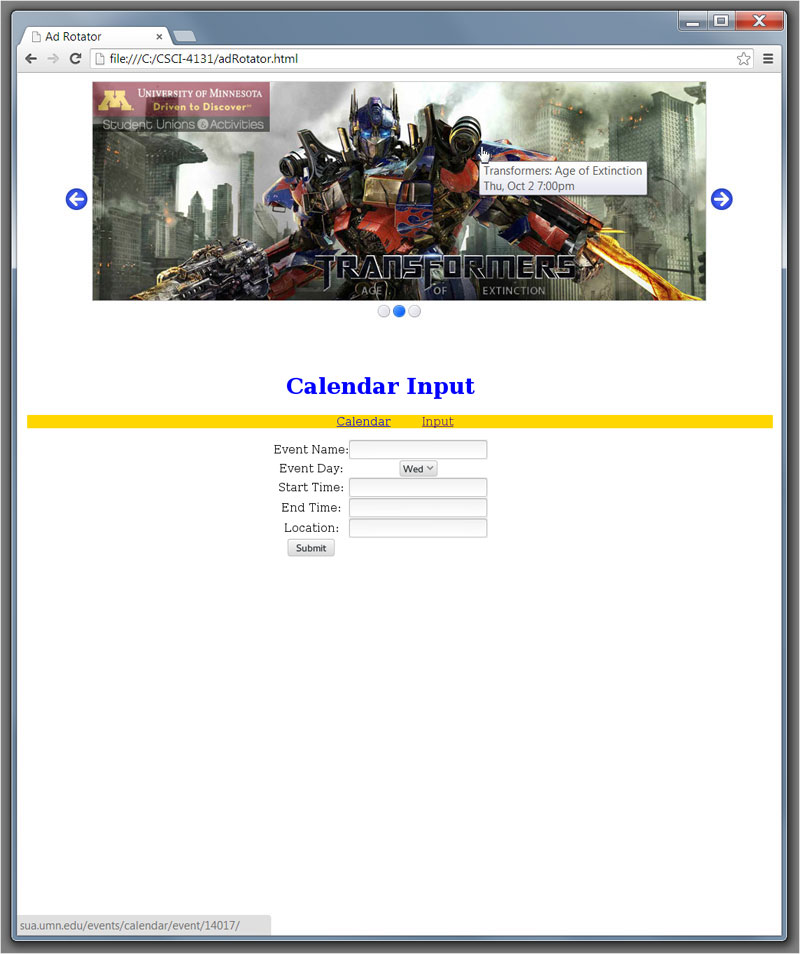 Ad Rotator
file:///C:/CSCI-4131/adRotator.html
M
UNIVERSITY OF MINNESOTA
Driven to Discover℠
Student Unions & Activities
Transformers: Age of Extinction
Thu, Oct 2 7:00pm
TRANSFORMERS
AGE OF EXTINCTION
Calendar Input
Calendar Input
Event Name:
Event Day: Wed
Start Time:
End Time:
Location:
Submit
sua.umn.edu/events/calendar/event/14017/